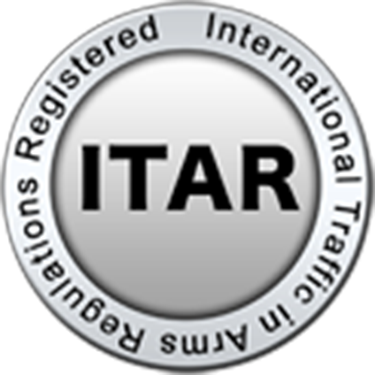 International Traffic in Arms Regulations Registered
ITAR